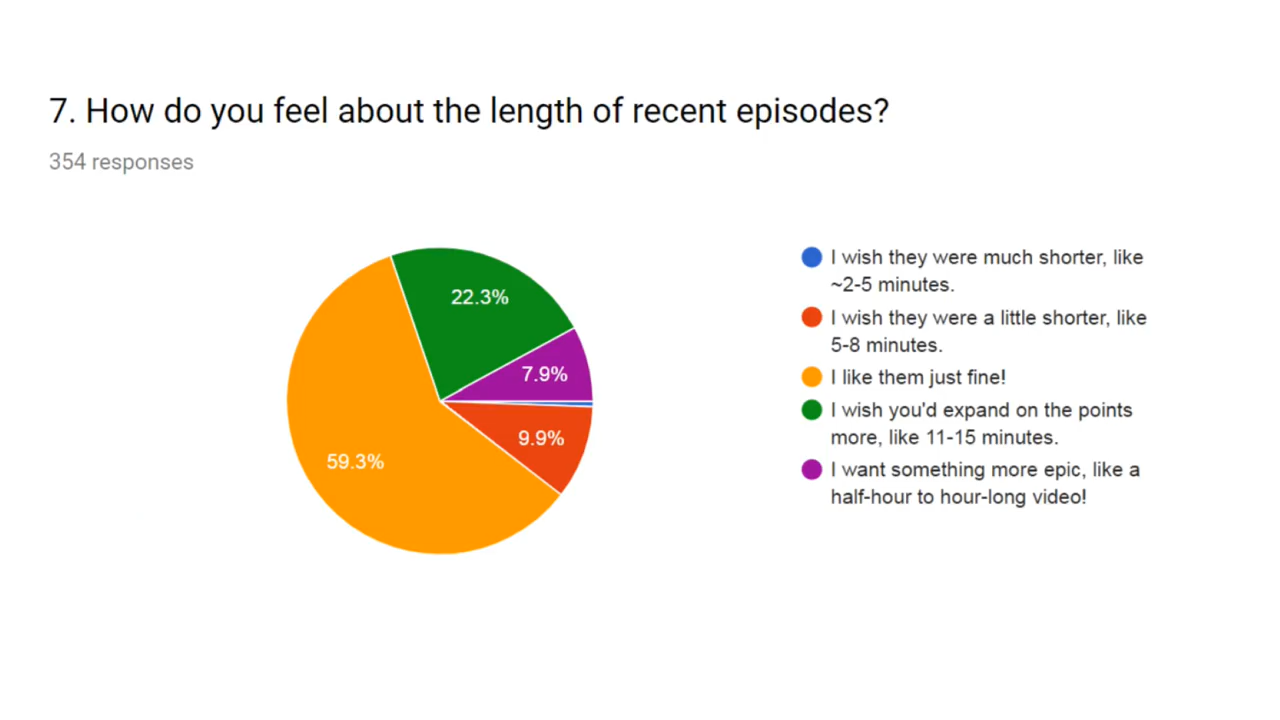 7. How do you feel about the length of recent episodes?
354 responses
22.3%
7.9%
9.9%
59.3%
I wish they were much shorter, like
~2-5 minutes.
I wish they were a little shorter, like
5-8 minutes.
I like them just fine!
I wish you'd expand on the points
more, like 11-15 minutes.
I want something more epic, like a
half-hour to hour-long video!